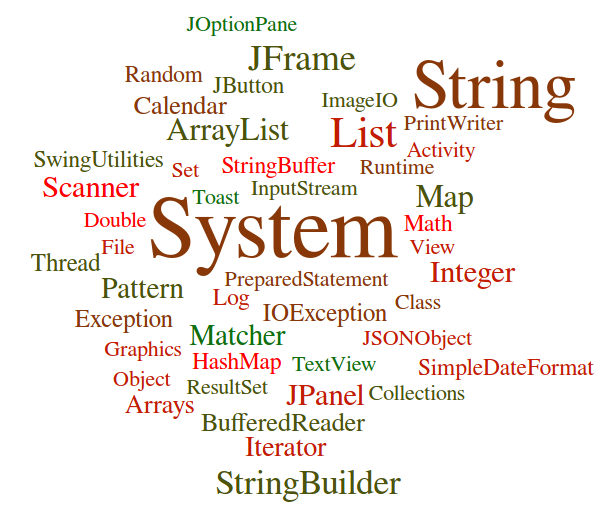 JOptionPane
JFrame
Random
JButton
String
ImageIO
Calendar
ArrayList
List
PrintWriter
Activity
SwingUtilities
Set
StringBuffer
Runtime
Scanner
Toast
InputStream
Map
Double
System
Math
File
View
Thread
Integer
Pattern
PreparedStatement
Log
IOException
Class
Exception
Matcher
JSONObject
Graphics
HashMap
TextView
SimpleDateFormat
Object
ResultSet
JPanel
Collections
Arrays
BufferedReader
Iterator
StringBuilder